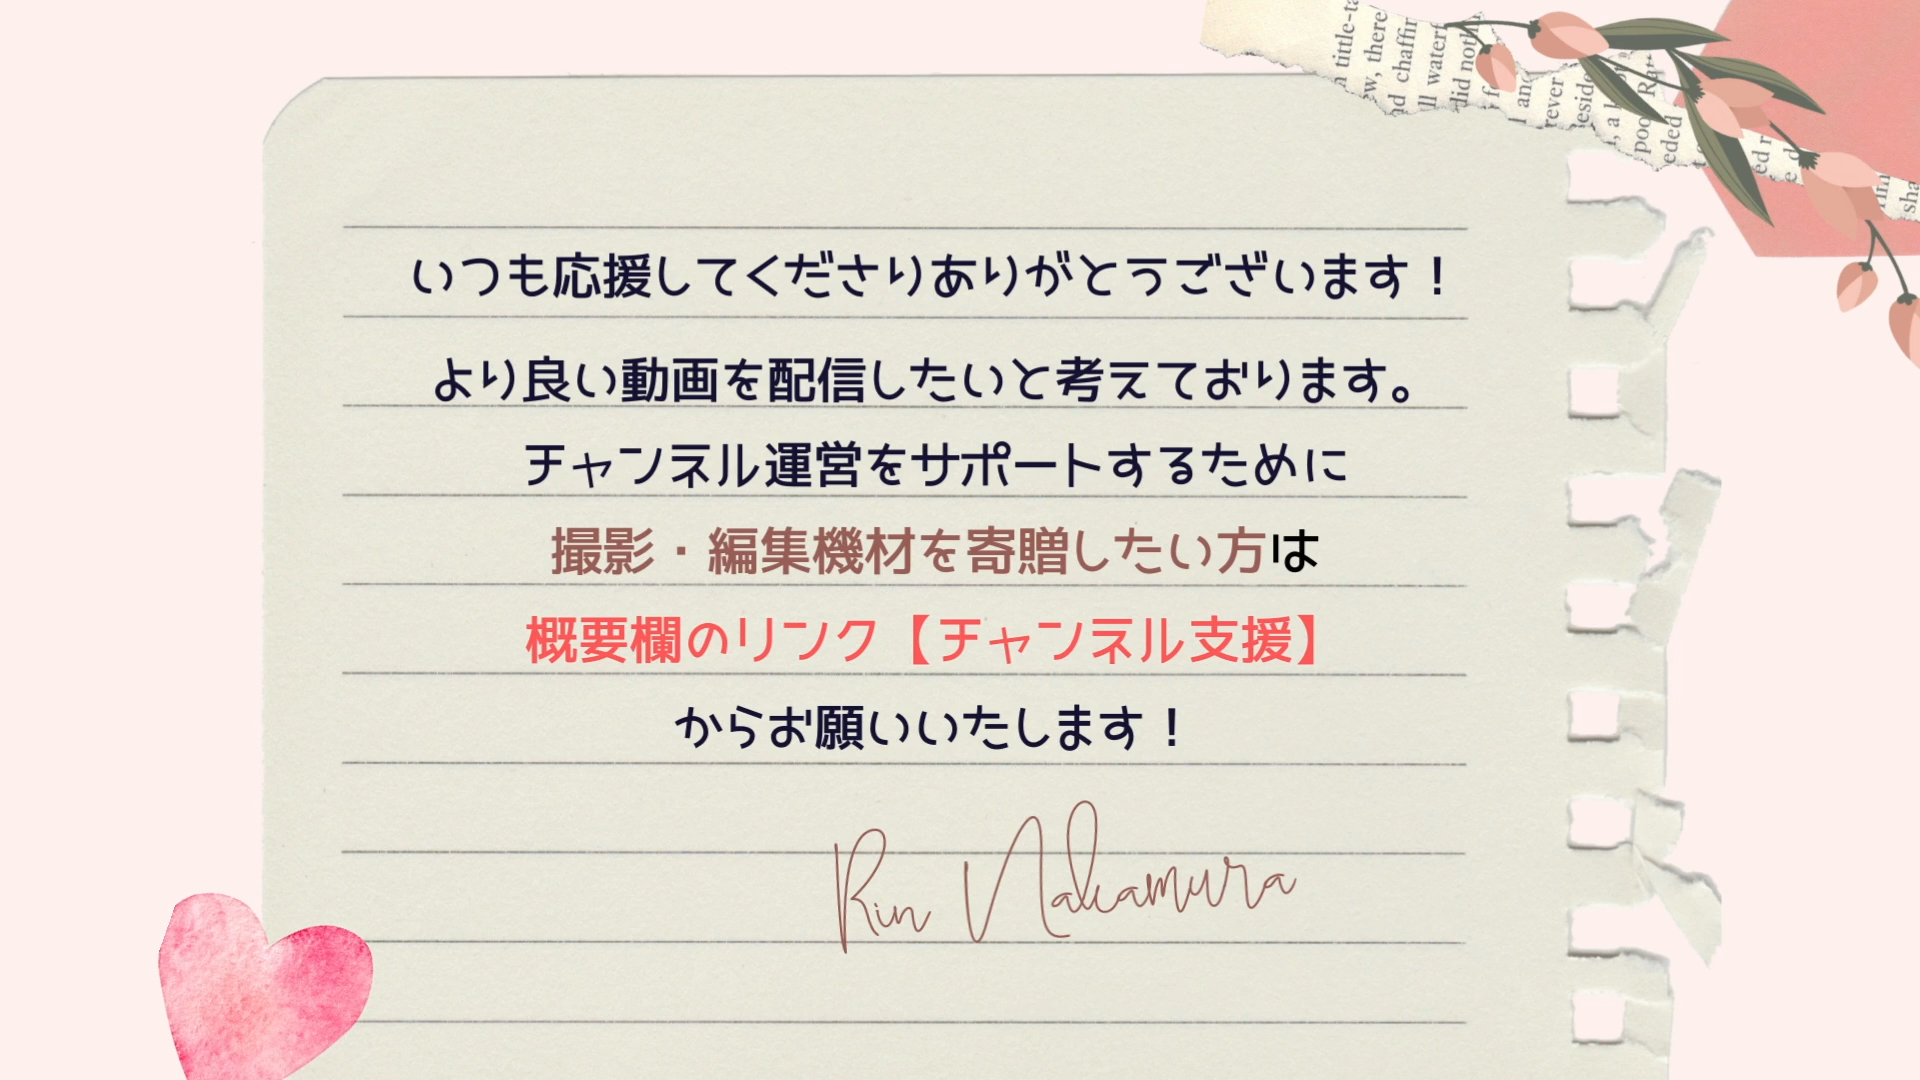 いつも応援してくださりありがとうございます！
より良い動画を配信したいと考えております。
チャンネル運営をサポートするために
撮影・編集機材を寄贈したい方は
概要欄のリンク【チャンネル支援】
からお願いいたします！
Rin Nakamura